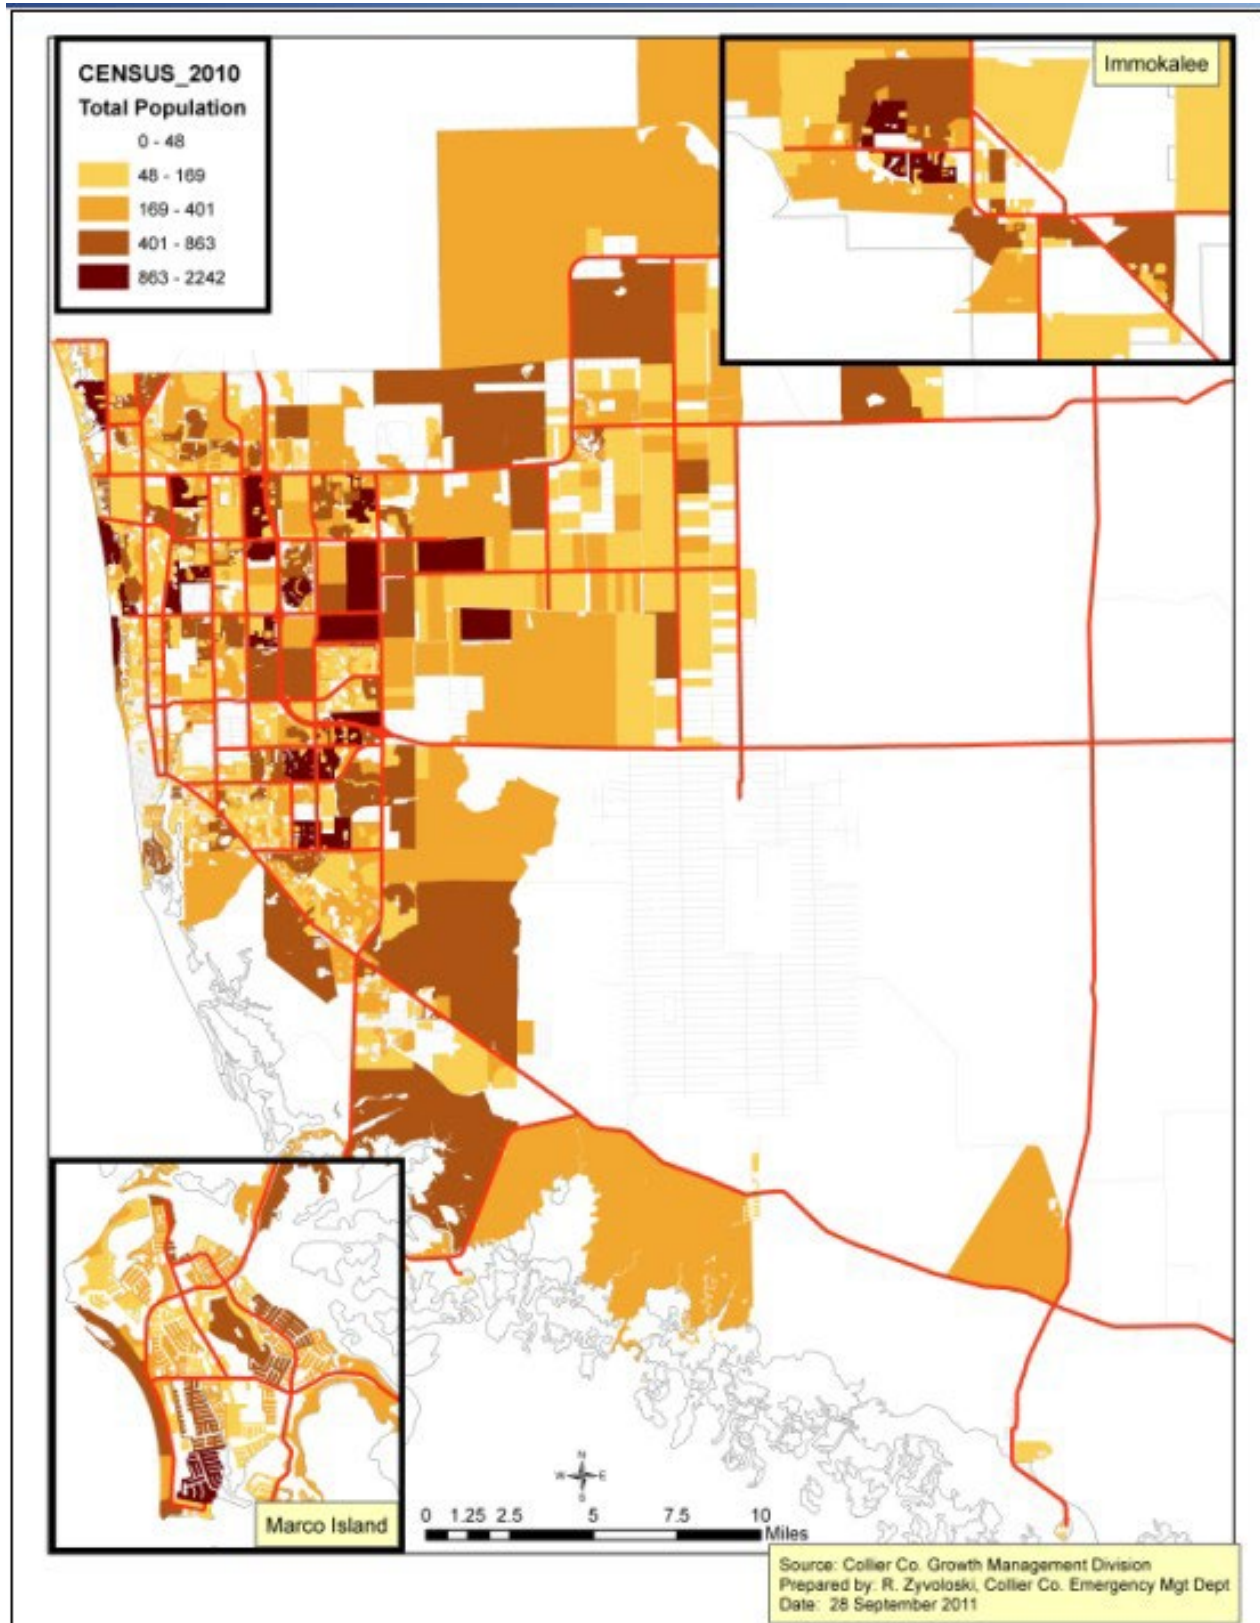 CENSUS_2010
Total Population
0 - 48
48 - 169
169 - 401
401 - 863
863 - 2242
Immokalee
Marco Island
N
W E
S
0 1.25 2.5 5 7.5 10
Miles
Source: Collier Co. Growth Management Division
Prepared by: R. Zyvoloski, Collier Co. Emergency Mgt Dept
Date: 28 September 2011